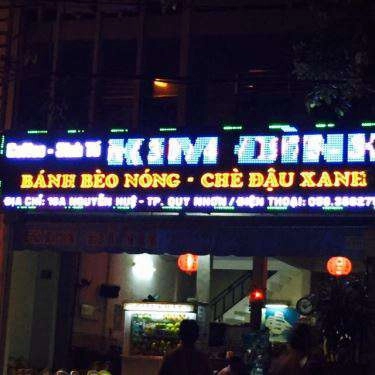 Coffee - Sinh Tố KIM ĐÌNH
BÁNH BÈO NÓNG - CHÈ ĐẬU XANH
ĐỊA CHỈ: 15A NGUYỄN HUỆ - TP. QUY NHƠN / ĐIỆN THOẠI: